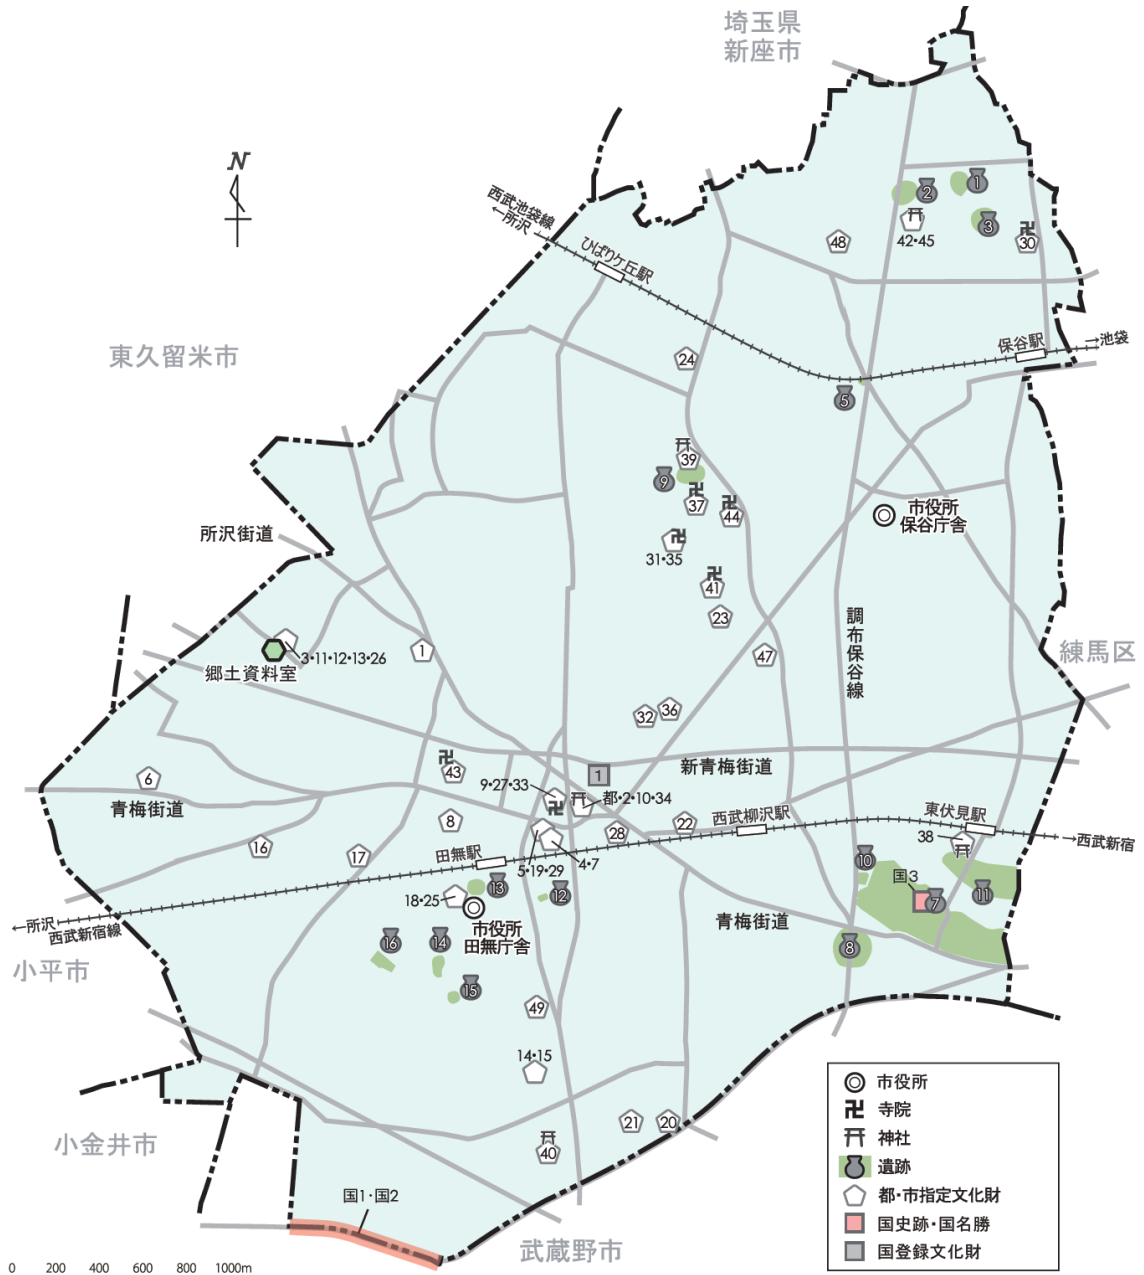 埼玉県
新座市
N
西武池袋線
←所沢
ひばりケ丘駅
2
1
3
42•45
30
48
保谷駅
→池袋
東久留米市
24
5
39
9
37
44
市役所
保谷庁舎
所沢街道
31•35
41
23
調布保谷線
練馬区
3•11•12•13•26
郷土資料室
1
47
32
36
43
新青梅街道
1
6
青梅街道
9•27•33
都•2•10•34
8
28
22
西武柳沢駅
東伏見駅
38
→西武新宿
16
17
田無駅
5•19•29
4•7
10
国3
7
11
13
12
18•25
市役所
田無庁舎
青梅街道
8
←所沢
西武新宿線
小平市
16
14
15
49
14•15
21
20
40
小金井市
国1•国2
武蔵野市
0 200 400 600 800 1000m
市役所
寺院
神社
遺跡
都•市指定文化財
国史跡•国名勝
国登録文化財